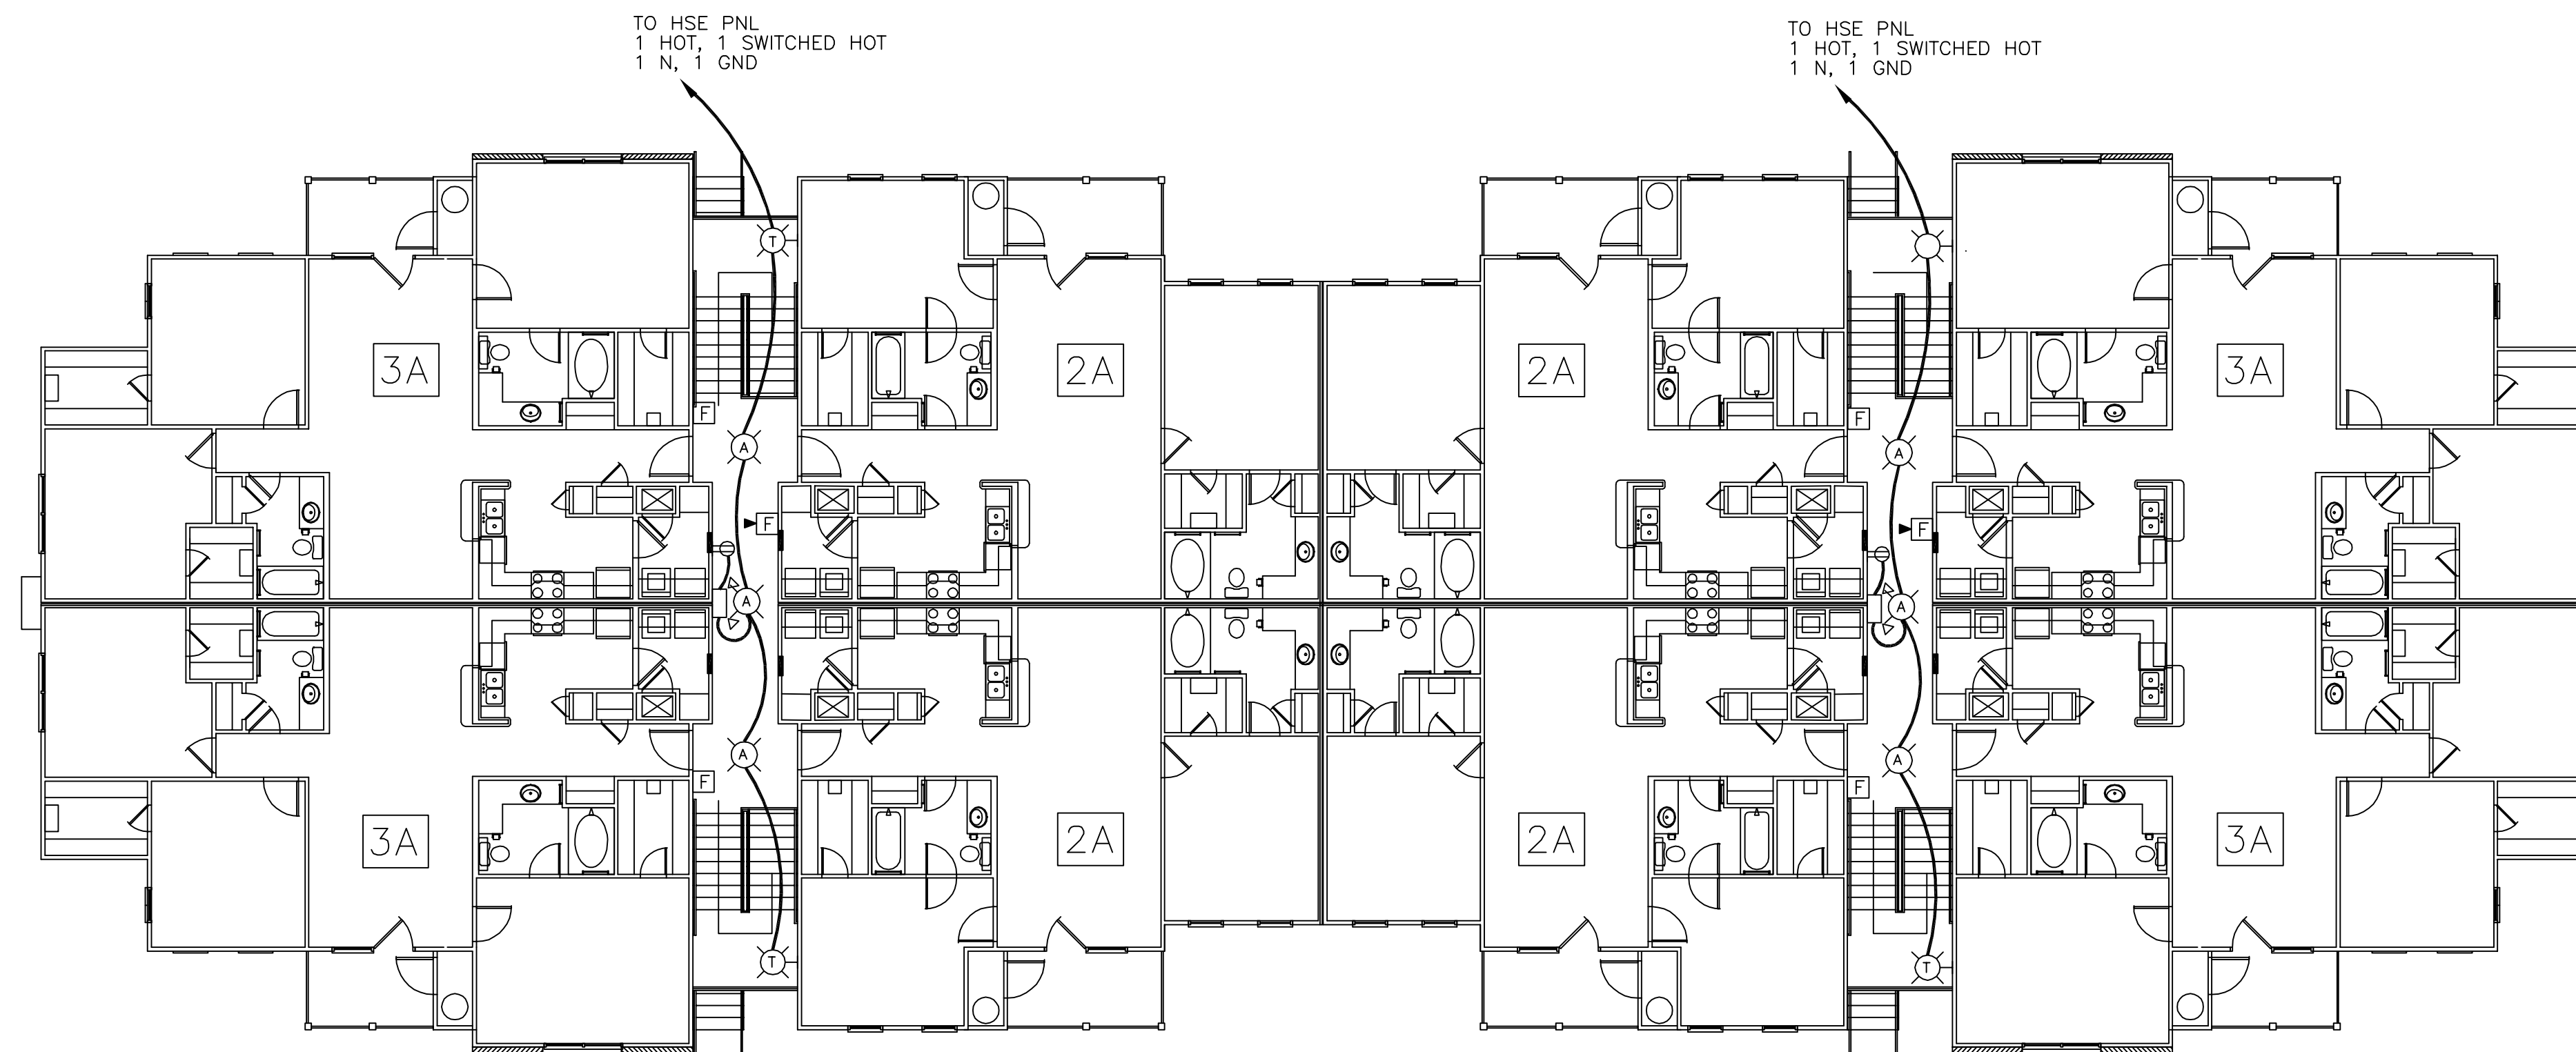 TO HSE PNL
1 HOT, 1 SWITCHED HOT
1 N, 1 GND
TO HSE PNL
1 HOT, 1 SWITCHED HOT
1 N, 1 GND
T
3A
2A
2A
3A
F
F
A
A
F
F
A
A
A
A
F
F
3A
2A
2A
3A
T
T